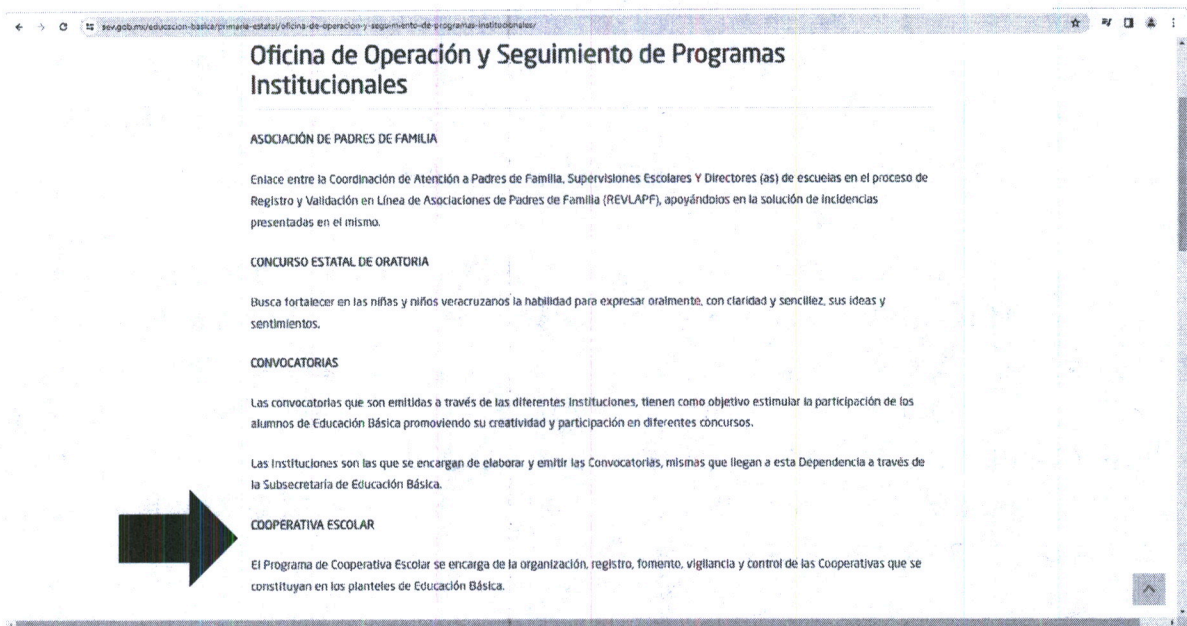 sev.gob.mx/educacion-basica/primaria-estatal/oficina-de-operacion-y-seguimiento-de-programas-institucionales/
Oficina de Operación y Seguimiento de Programas
Institucionales
ASOCIACIÓN DE PADRES DE FAMILIA
Enlace entre la Coordinación de Atención a Padres de Familia, Supervisiones Escolares Y Directores (as) de escuelas en el proceso de
Registro y Validación en Línea de Asociaciones de Padres de Familia (REVLAPF), apoyándolos en la solución de incidencias
presentadas en el mismo.
CONCURSO ESTATAL DE ORATORIA
Busca fortalecer en las niñas y niños veracruzanos la habilidad para expresar oralmente, con claridad y sencillez, sus ideas y
sentimientos.
CONVOCATORIAS
Las convocatorias que son emitidas a través de las diferentes Instituciones, tienen como objetivo estimular la participación de los
alumnos de Educación Básica promoviendo su creatividad y participación en diferentes concursos.
Las Instituciones son las que se encargan de elaborar y emitir las Convocatorias, mismas que llegan a esta Dependencia a través de
la Subsecretaría de Educación Básica.
COOPERATIVA ESCOLAR
El Programa de Cooperativa Escolar se encarga de la organización, registro, fomento, vigilancia y control de las Cooperativas que se
constituyan en los planteles de Educación Básica.